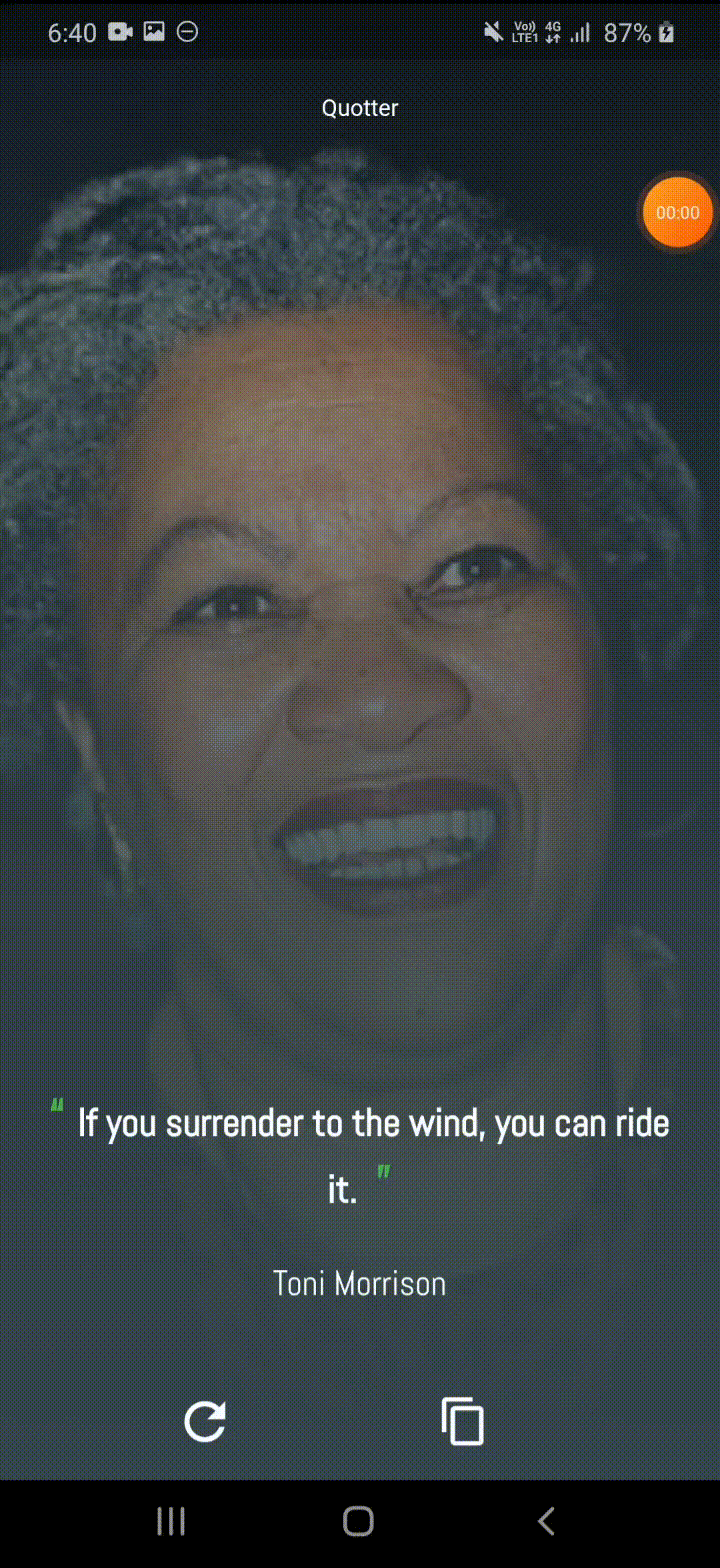 6:40 Vo)) LTE1 4G 87%
Quotter
00:00
" If you surrender to the wind, you can ride
it. "
Toni Morrison